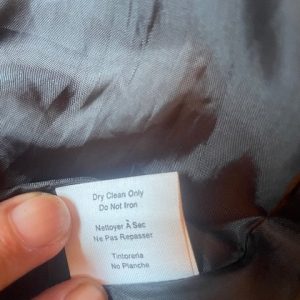 Dry Clean Only
Do Not Iron
Nettoyer À Sec
Ne Pas Repasser
Tintoreria
No Planche